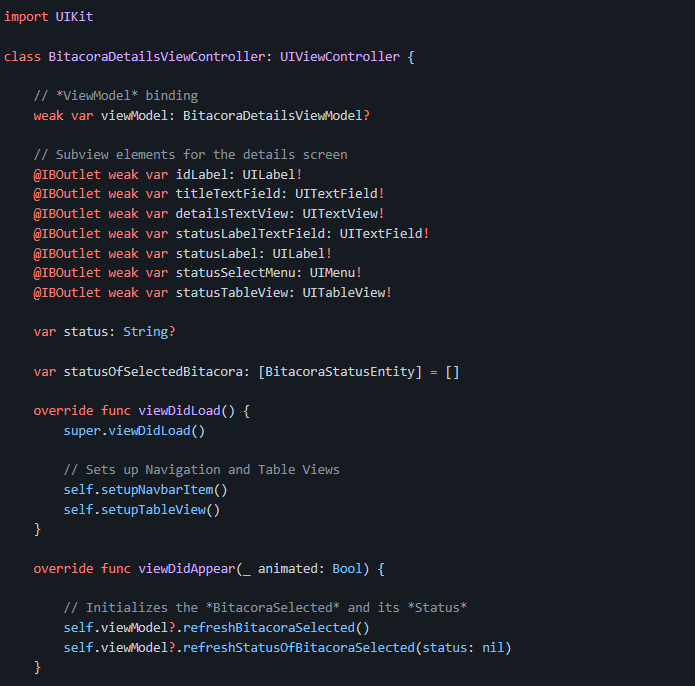 import UIKit
class BitacoraDetailsViewController: UIViewController {
// *ViewModel* binding
weak var viewModel: BitacoraDetailsViewModel?
// Subview elements for the details screen
@IBOutlet weak var idLabel: UILabel!
@IBOutlet weak var titleTextField: UITextField!
@IBOutlet weak var detailsTextView: UITextView!
@IBOutlet weak var statusLabelTextField: UITextField!
@IBOutlet weak var statusLabel: UILabel!
@IBOutlet weak var statusSelectMenu: UIMenu!
@IBOutlet weak var statusTableView: UITableView!
var status: String?
var statusOfSelectedBitacora: [BitacoraStatusEntity] = []
override func viewDidLoad() {
super.viewDidLoad()
// Sets up Navigation and Table Views
self.setupNavbarItem()
self.setupTableView()
}
override func viewDidAppear(_ animated: Bool) {
// Initializes the *BitacoraSelected* and its *Status*
self.viewModel?.refreshBitacoraSelected()
self.viewModel?.refreshStatusOfBitacoraSelected(status: nil)
}